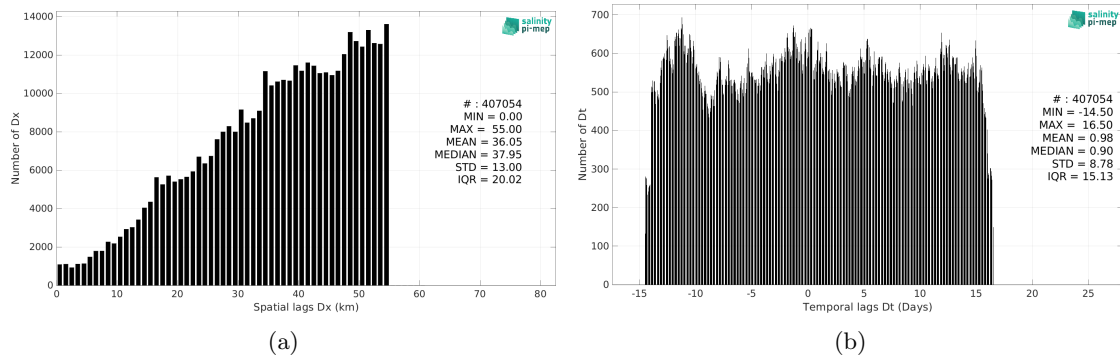 14000
12000
10000
8000
6000
4000
2000
0
Number of Dx
0 10 20 30 40 50 60 70 80
Spatial lags Dx (km)
salinity
pi-mep
# : 407054
MIN = 0.00
MAX = 55.00
MEAN = 36.05
MEDIAN = 37.95
STD = 13.00
IQR = 20.02
(a)
700
600
500
400
300
200
100
0
Number of Dt
-15 -10 -5 0 5 10 15 20 25
Temporal lags Dt (Days)
salinity
pi-mep
# : 407054
MIN = -14.50
MAX = 16.50
MEAN = 0.98
MEDIAN = 0.90
STD = 8.78
IQR = 15.13
(b)